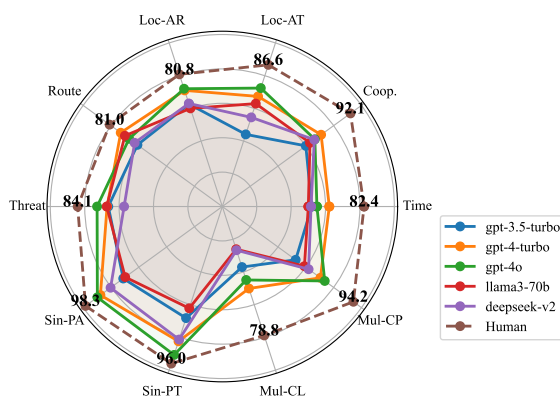 Loc-AR
Loc-AT
80.8
86.6
Route
Coop.
81.0
92.1
Threat
84.1
82.4
Time
gpt-3.5-turbo
gpt-4-turbo
gpt-4o
llama3-70b
deepseek-v2
Human
98.3
94.2
Sin-PA
Mul-CP
96.0
78.8
Sin-PT
Mul-CL